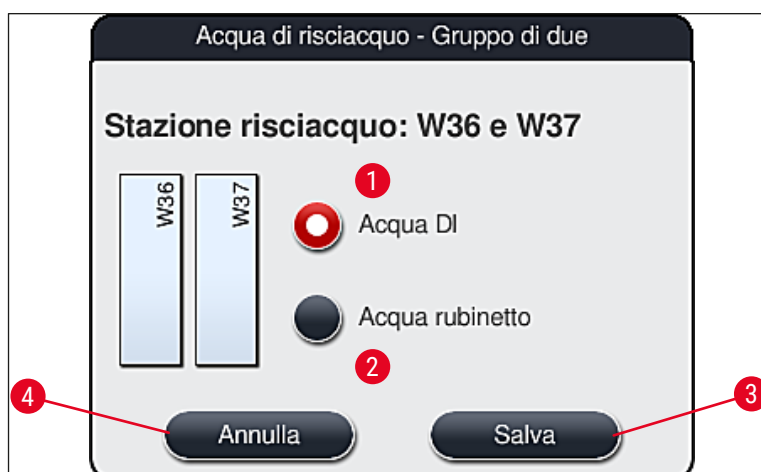 Acqua di risciacquo - Gruppo di due
Stazione risciacquo: W36 e W37
W36
W37
1
Acqua DI
Acqua rubinetto
2
4
3
Annulla
Salva